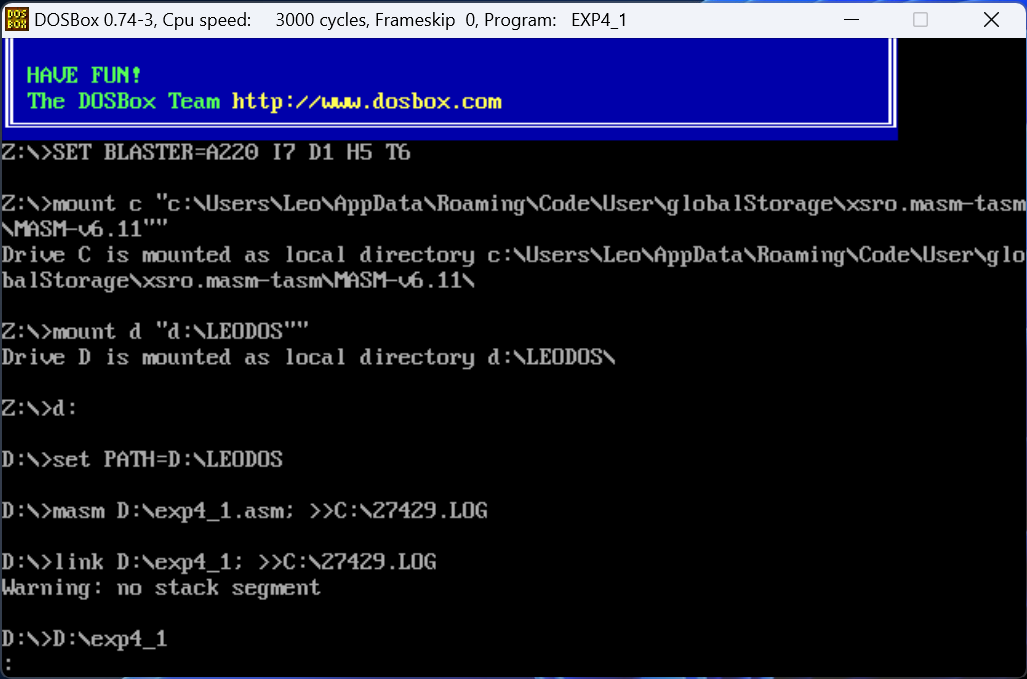 DOSBox 0.74-3, Cpu speed:    3000 cycles, Frameskip  0, Program:   EXP4_1
HAVE FUN!
The DOSBox Team http://www.dosbox.com
Z:\>SET BLASTER=A220 I7 D1 H5 T6
Z:\>mount c "c:\Users\Leo\AppData\Roaming\Code\User\globalStorage\xsro.masm-tasm
\MASM-v6.11""
Drive C is mounted as local directory c:\Users\Leo\AppData\Roaming\Code\User\glo
balStorage\xsro.masm-tasm\MASM-v6.11\
Z:\>mount d "d:\LEODOS""
Drive D is mounted as local directory d:\LEODOS\
Z:\>d:
D:\>set PATH=D:\LEODOS
D:\>masm D:\exp4_1.asm; >>C:\27429.LOG
D:\>link D:\exp4_1; >>C:\27429.LOG
Warning: no stack segment
D:\>D:\exp4_1
: